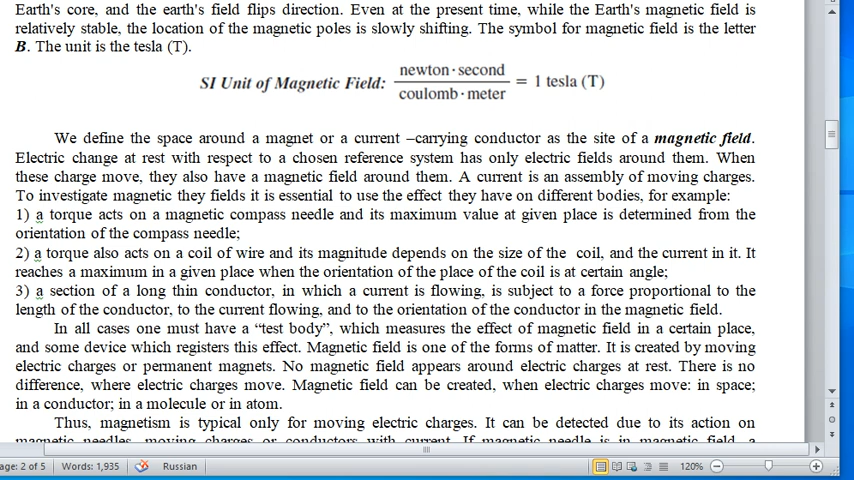 Earth's core, and the earth's field flips direction. Even at the present time, while the Earth's magnetic field is
relatively stable, the location of the magnetic poles is slowly shifting. The symbol for magnetic field is the letter
B. The unit is the tesla (T).
SI Unit of Magnetic Field: newton · second / coulomb · meter = 1 tesla (T)
We define the space around a magnet or a current –carrying conductor as the site of a magnetic field.
Electric change at rest with respect to a chosen reference system has only electric fields around them. When
these charge move, they also have a magnetic field around them. A current is an assembly of moving charges.
To investigate magnetic they fields it is essential to use the effect they have on different bodies, for example:
1) a torque acts on a magnetic compass needle and its maximum value at given place is determined from the
orientation of the compass needle;
2) a torque also acts on a coil of wire and its magnitude depends on the size of the coil, and the current in it. It
reaches a maximum in a given place when the orientation of the place of the coil is at certain angle;
3) a section of a long thin conductor, in which a current is flowing, is subject to a force proportional to the
length of the conductor, to the current flowing, and to the orientation of the conductor in the magnetic field.
In all cases one must have a “test body”, which measures the effect of magnetic field in a certain place,
and some device which registers this effect. Magnetic field is one of the forms of matter. It is created by moving
electric charges or permanent magnets. No magnetic field appears around electric charges at rest. There is no
difference, where electric charges move. Magnetic field can be created, when electric charges move: in space;
in a conductor; in a molecule or in atom.
Thus, magnetism is typical only for moving electric charges. It can be detected due to its action on
magnetic needles, moving charges or conductors with current. If magnetic needle is in magnetic field, a
age: 2 of 5 Words: 1,935 Russian 120%